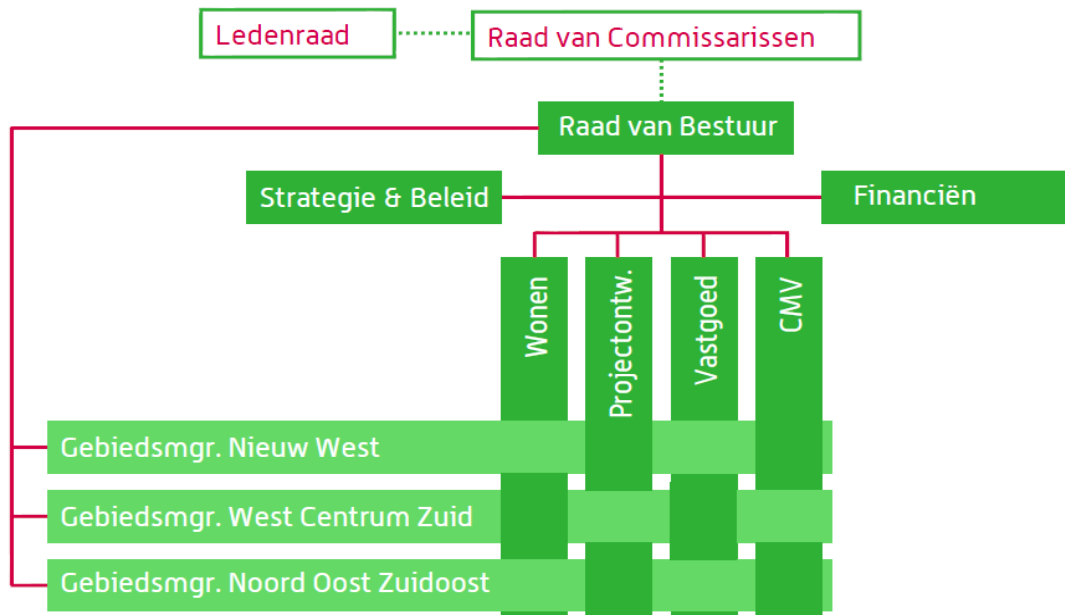 Ledenraad
Raad van Commissarissen
Raad van Bestuur
Strategie & Beleid
Financiën
Wonen
Projectontw.
Vastgoed
CMV
Gebiedsmgr. Nieuw West
Gebiedsmgr. West Centrum Zuid
Gebiedsmgr. Noord Oost Zuidoost